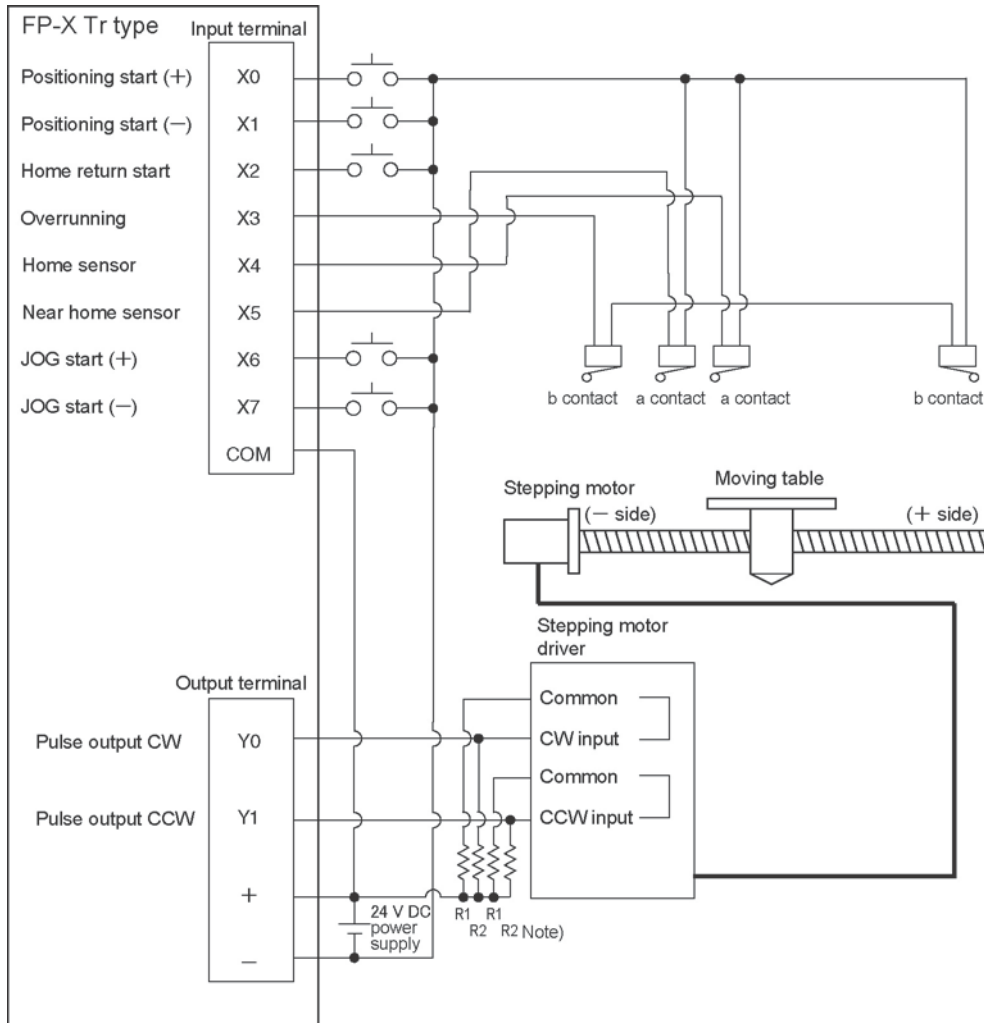 FP-X Tr type
Input terminal
Positioning start (+) X0
Positioning start (−) X1
Home return start X2
Overrunning X3
Home sensor X4
Near home sensor X5
JOG start (+) X6
JOG start (−) X7
COM
b contact a contact a contact b contact
Moving table
Stepping motor
(− side) (+ side)
Stepping motor
driver
Output terminal
Common
Pulse output CW Y0 CW input
Common
Pulse output CCW Y1 CCW input
+
24 V DC
power
supply
R1 R1
R2 R2 Note)
−